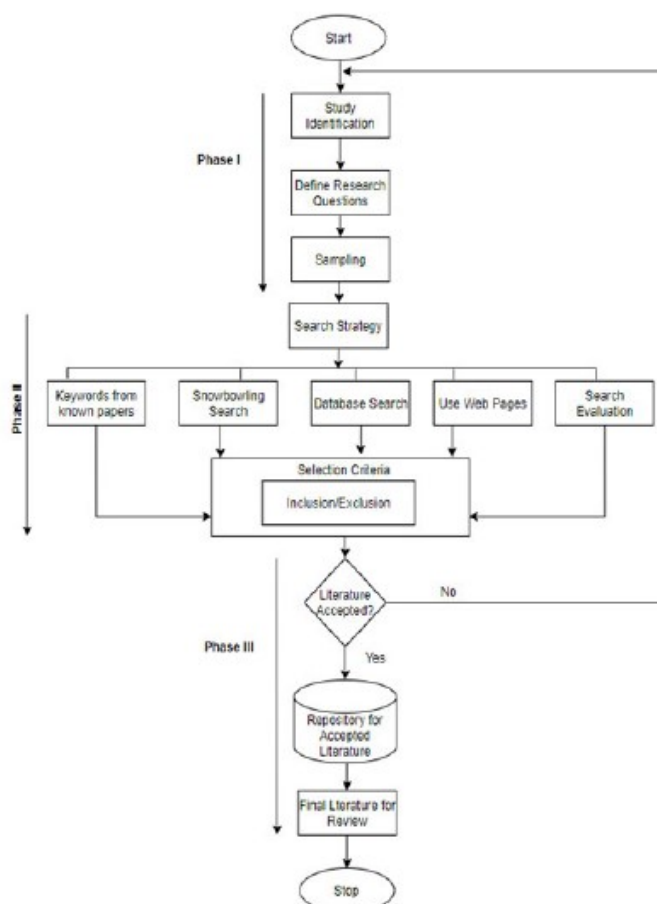 Start
Study
Identification
Phase I
Define Research
Questions
Sampling
Search Strategy
Phase II
Keywords from
known papers
Snowbowling
Search
Database Search
Use Web Pages
Search
Evaluation
Selection Criteria
Inclusion/Exclusion
Literature
Accepted?
No
Phase III
Yes
Repository for
Accepted
Literature
Final Literature for
Review
Stop